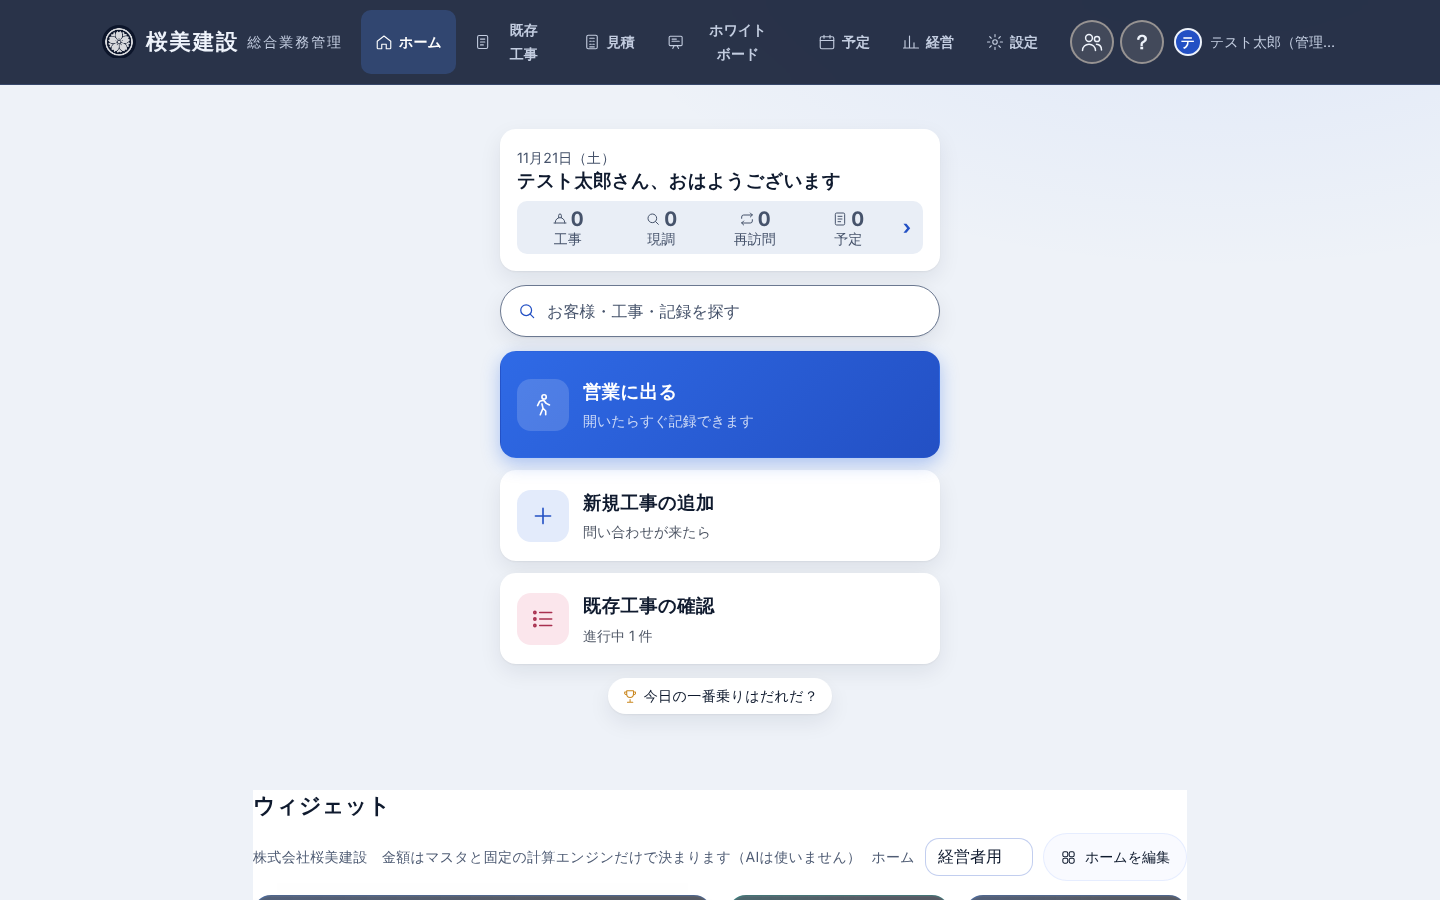 桜美建設 総合業務管理 ホーム 既存工事 見積 ホワイトボード 予定 経営 設定 ? テ テスト太郎（管理...
11月21日（土）
テスト太郎さん、おはようございます
0 0 0 0
工事 現調 再訪問 予定
お客様・工事・記録を探す
営業に出る
開いたらすぐ記録できます
新規工事の追加
問い合わせが来たら
既存工事の確認
進行中 1 件
今日の一番乗りはだれだ？
ウィジェット
株式会社桜美建設　金額はマスタと固定の計算エンジンだけで決まります（AIは使いません） ホーム 経営者用 ホームを編集